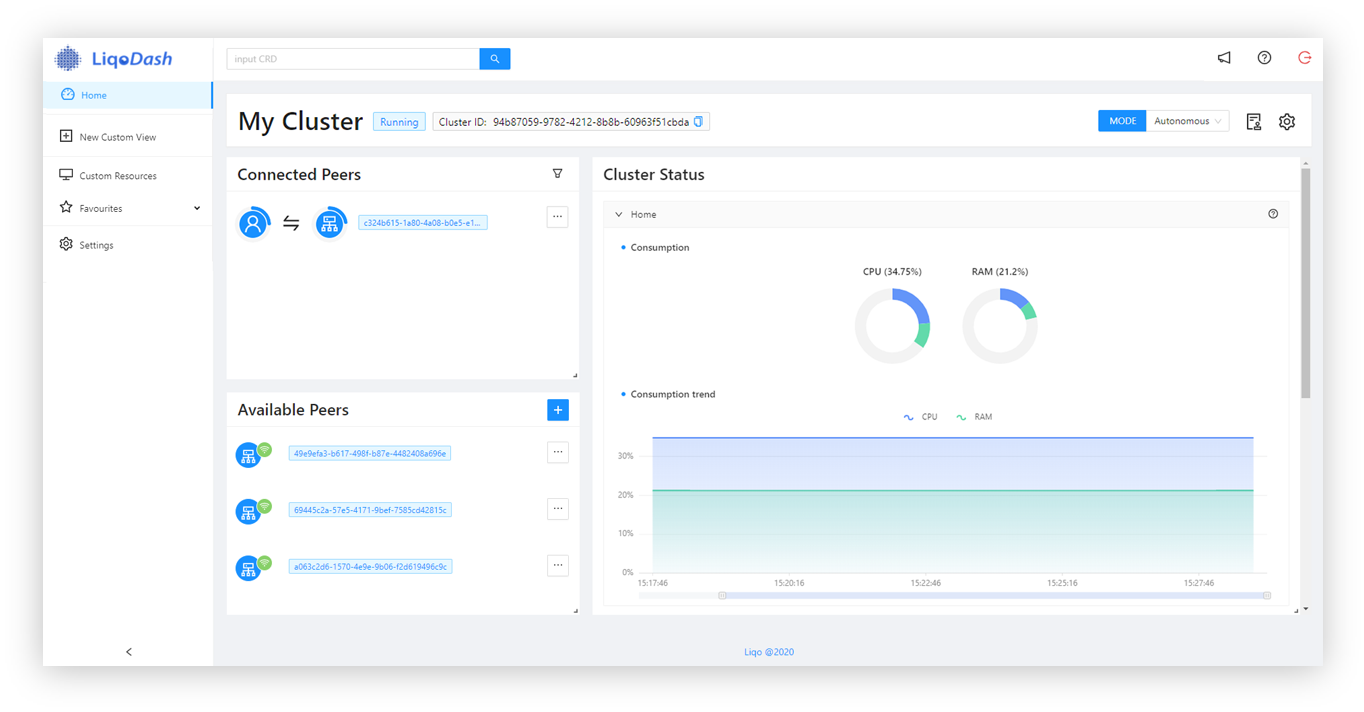 LiqoDash
input CRD
Home
New Custom View
Custom Resources
Favourites
Settings
My Cluster
Running
Cluster ID: 94b87059-9782-4212-8b8b-60963f51cbda
MODE
Autonomous
Connected Peers
c324b615-1a80-4a08-b0e5-e1...
Available Peers
49e9efa3-b617-498f-b87e-4482408a696e
69445c2a-57e5-4171-9bef-7585cd42815c
a063c2d6-1570-4e9e-9b06-f2d619496c9c
Cluster Status
Home
Consumption
CPU (34.75%)
RAM (21.2%)
Consumption trend
CPU
RAM
30%
20%
10%
0%
15:17:46
15:20:16
15:22:46
15:25:16
15:27:46
Liqo @2020